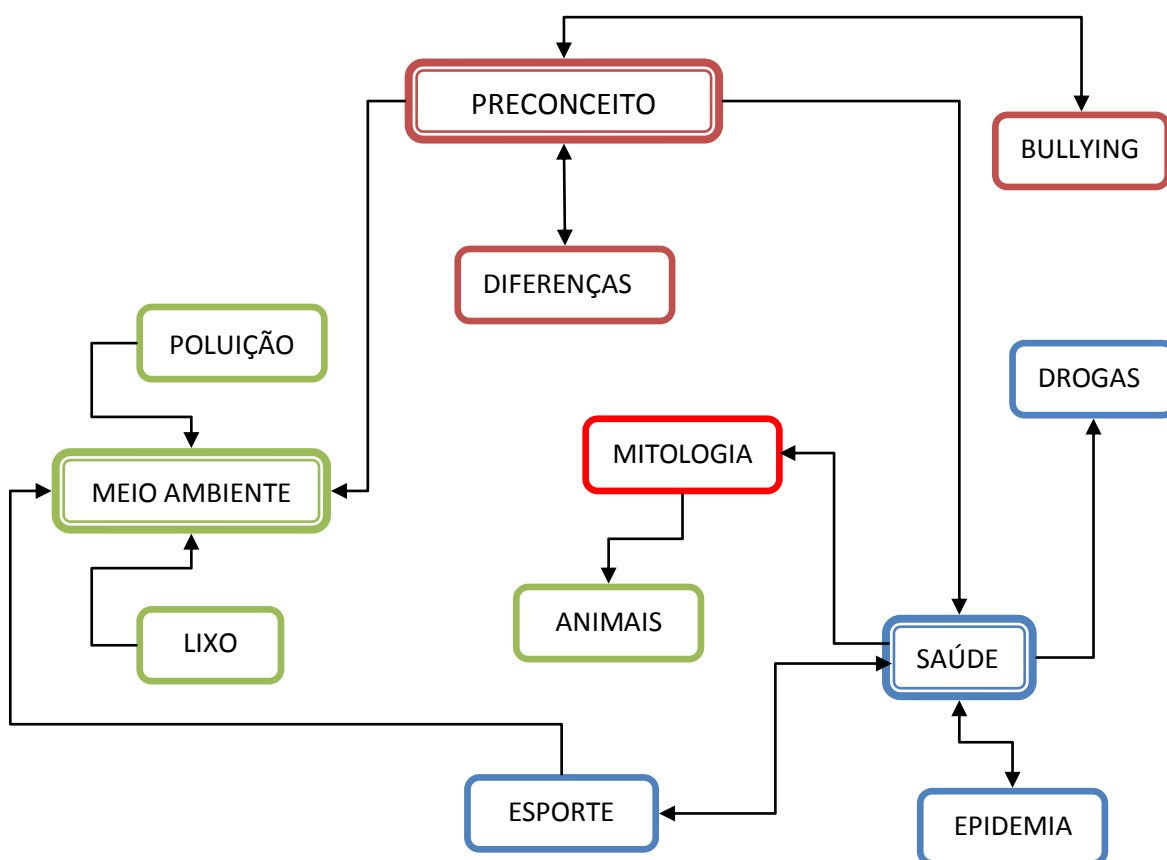 PRECONCEITO
BULLYING
DIFERENÇAS
POLUIÇÃO
DROGAS
MITOLOGIA
MEIO AMBIENTE
ANIMAIS
LIXO
SAÚDE
ESPORTE
EPIDEMIA